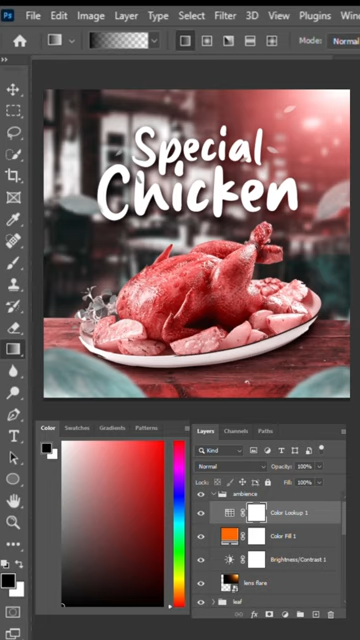 Ps File Edit Image Layer Type Select Filter 3D View Plugins
Mode: Normal
Special
Chicken
Color Swatches Gradients Patterns
Layers Channels Paths
Kind
Normal Opacity: 100%
Lock: Fill: 100%
ambience
Color Lookup 1
Color Fill 1
Brightness/Contrast 1
lens flare
leaf
fx